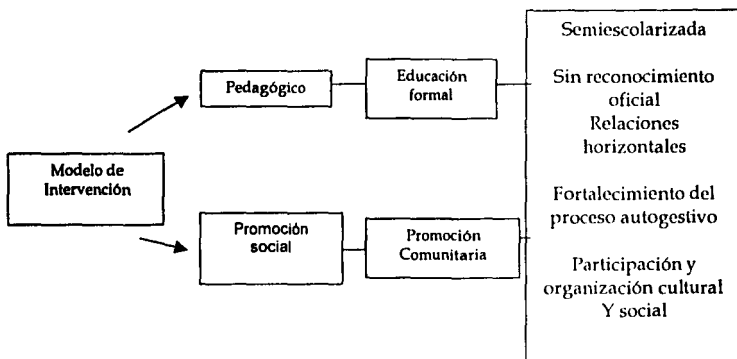 Modelo de
Intervención
Pedagógico
Educación
formal
Promoción
social
Promoción
Comunitaria
Semiescolarizada
Sin reconocimiento
oficial
Relaciones
horizontales
Fortalecimiento del
proceso autogestivo
Participación y
organización cultural
Y social